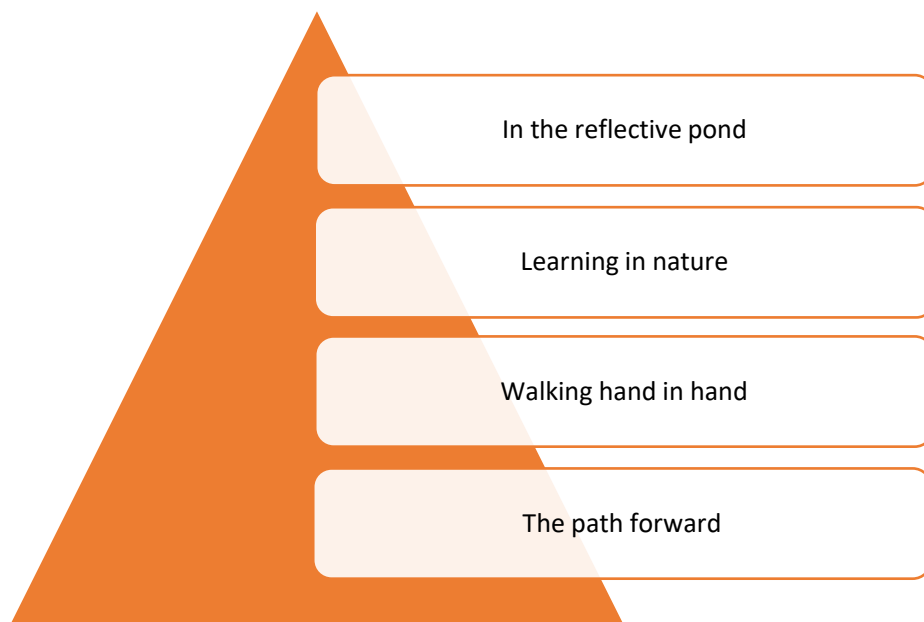 In the reflective pond
Learning in nature
Walking hand in hand
The path forward